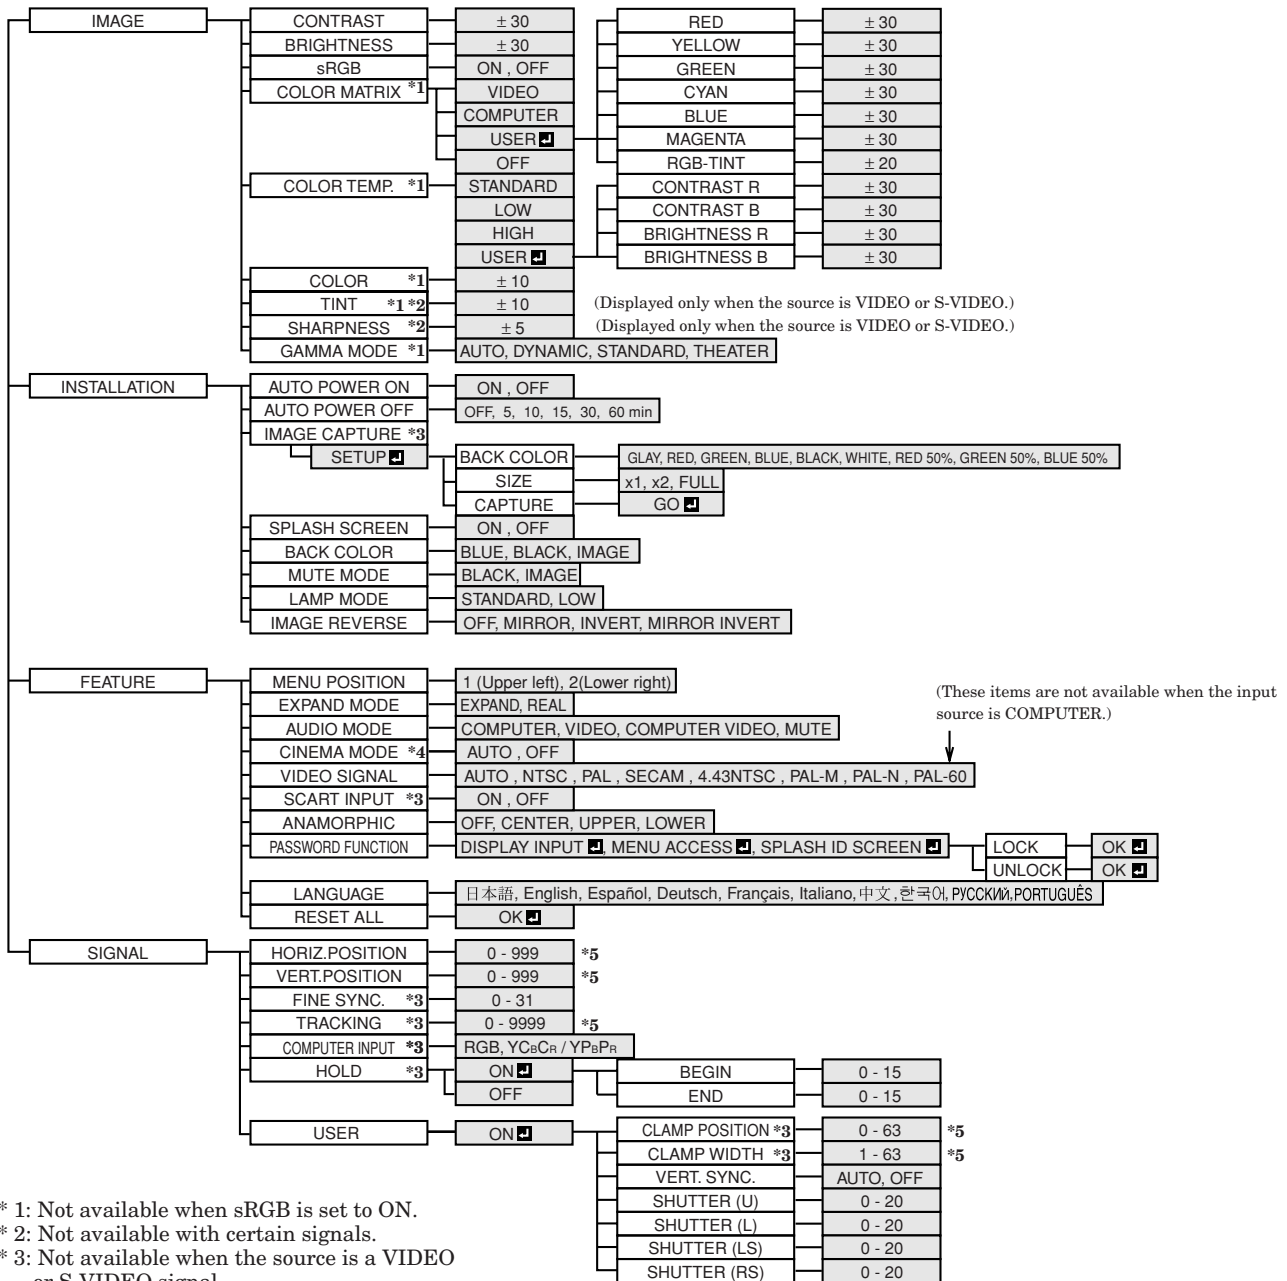 IMAGE CONTRAST ± 30 RED ± 30
BRIGHTNESS ± 30 YELLOW ± 30
sRGB ON , OFF GREEN ± 30
COLOR MATRIX *1 VIDEO CYAN ± 30
COMPUTER BLUE ± 30
USER MAGENTA ± 30
OFF RGB-TINT ± 20
COLOR TEMP. *1 STANDARD CONTRAST R ± 30
LOW CONTRAST B ± 30
HIGH BRIGHTNESS R ± 30
USER BRIGHTNESS B ± 30
COLOR *1 ± 10
TINT *1 *2 ± 10 (Displayed only when the source is VIDEO or S-VIDEO.)
SHARPNESS *2 ± 5 (Displayed only when the source is VIDEO or S-VIDEO.)
GAMMA MODE *1 AUTO, DYNAMIC, STANDARD, THEATER
INSTALLATION AUTO POWER ON ON , OFF
AUTO POWER OFF OFF, 5, 10, 15, 30, 60 min
IMAGE CAPTURE *3
SETUP BACK COLOR GLAY, RED, GREEN, BLUE, BLACK, WHITE, RED 50%, GREEN 50%, BLUE 50%
SIZE x1, x2, FULL
CAPTURE GO
SPLASH SCREEN ON , OFF
BACK COLOR BLUE, BLACK, IMAGE
MUTE MODE BLACK, IMAGE
LAMP MODE STANDARD, LOW
IMAGE REVERSE OFF, MIRROR, INVERT, MIRROR INVERT
FEATURE MENU POSITION 1 (Upper left), 2(Lower right)
(These items are not available when the input
source is COMPUTER.)
EXPAND MODE EXPAND, REAL
AUDIO MODE COMPUTER, VIDEO, COMPUTER VIDEO, MUTE
CINEMA MODE *4 AUTO , OFF
VIDEO SIGNAL AUTO , NTSC , PAL , SECAM , 4.43NTSC , PAL-M , PAL-N , PAL-60
SCART INPUT *3 ON , OFF
ANAMORPHIC OFF, CENTER, UPPER, LOWER
PASSWORD FUNCTION DISPLAY INPUT , MENU ACCESS , SPLASH ID SCREEN LOCK OK
UNLOCK OK
LANGUAGE 日本語, English, Español, Deutsch, Français, Italiano, 中文, 한국어, РУССКИй, PORTUGUÊS
RESET ALL OK
SIGNAL HORIZ.POSITION 0 - 999 *5
VERT.POSITION 0 - 999 *5
FINE SYNC. *3 0 - 31
TRACKING *3 0 - 9999 *5
COMPUTER INPUT *3 RGB, YCBCR / YPBPR
HOLD *3 ON BEGIN 0 - 15
OFF END 0 - 15
USER ON CLAMP POSITION *3 0 - 63 *5
CLAMP WIDTH *3 1 - 63 *5
VERT. SYNC. AUTO, OFF
SHUTTER (U) 0 - 20
SHUTTER (L) 0 - 20
SHUTTER (LS) 0 - 20
SHUTTER (RS) 0 - 20
* 1: Not available when sRGB is set to ON.
* 2: Not available with certain signals.
* 3: Not available when the source is a VIDEO
or S-VIDEO signal